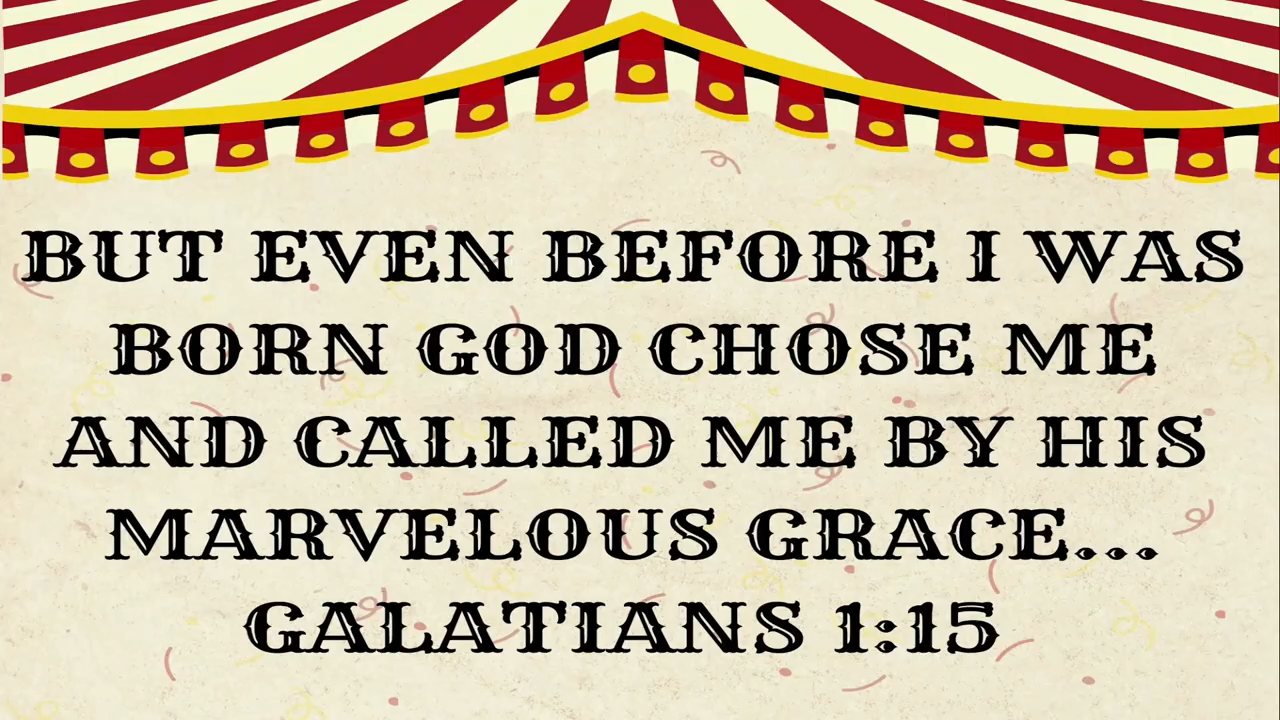 BUT EVEN BEFORE I WAS
BORN GOD CHOSE ME
AND CALLED ME BY HIS
MARVELOUS GRACE...
GALATIANS 1:15